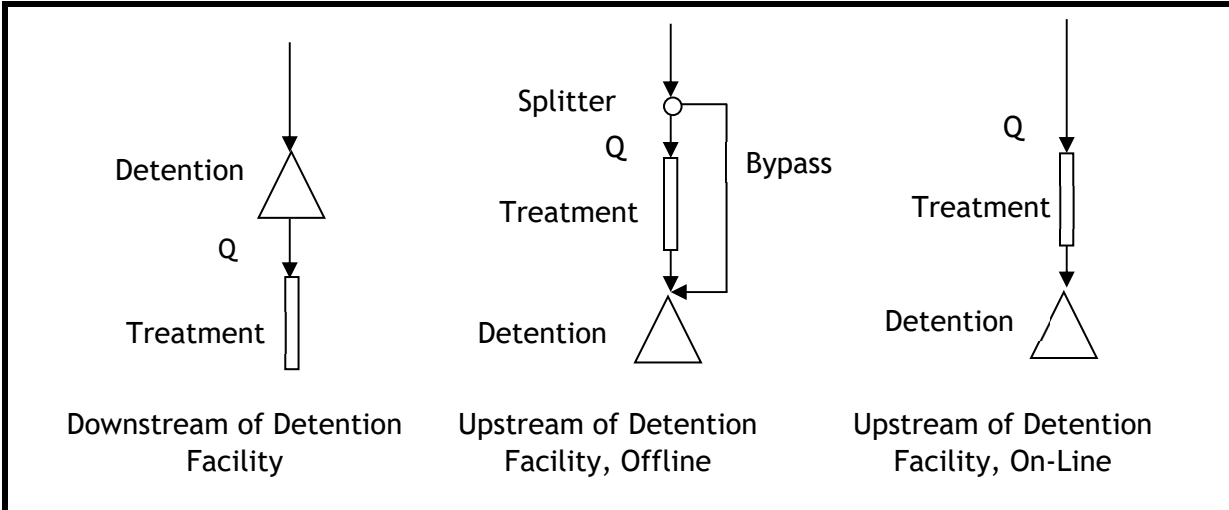 Detention
Q
Treatment
Downstream of Detention
Facility
Splitter
Q
Bypass
Treatment
Detention
Upstream of Detention
Facility, Offline
Q
Treatment
Detention
Upstream of Detention
Facility, On-Line